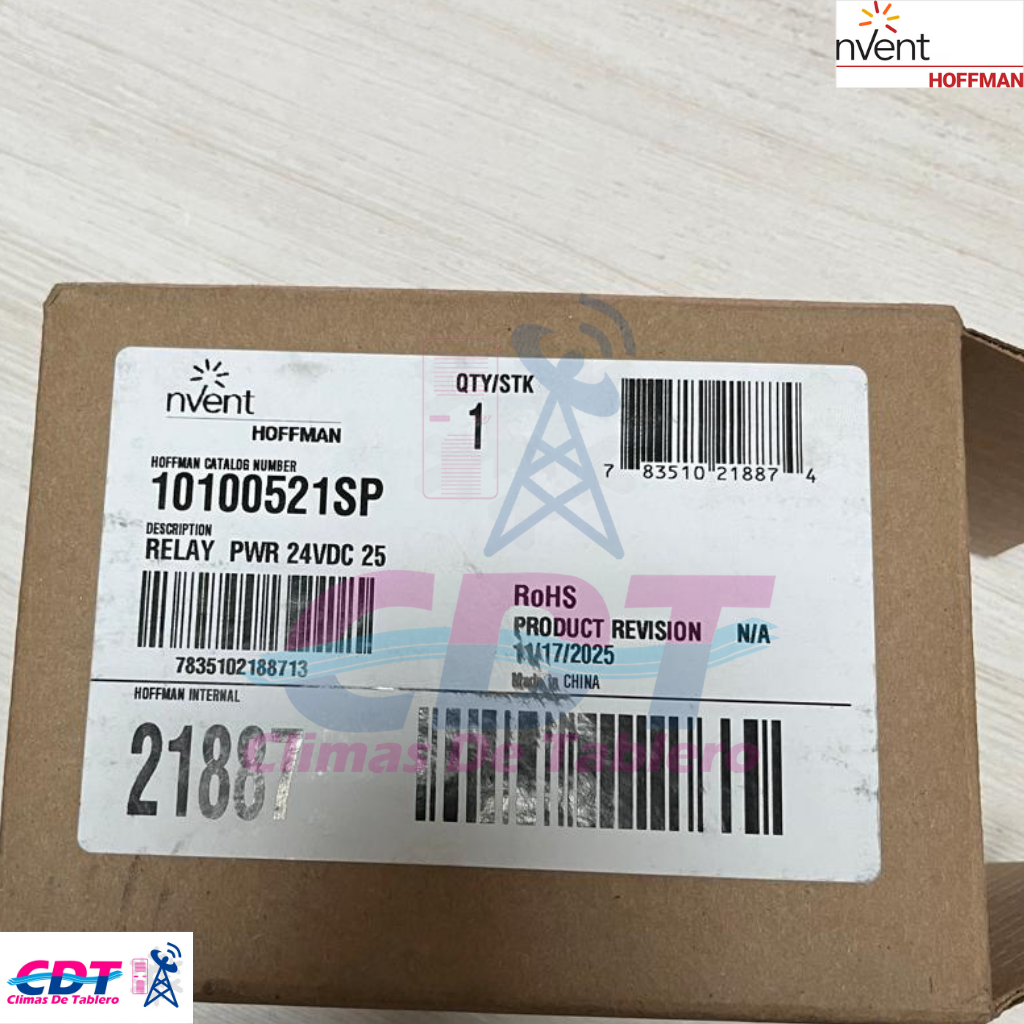 nvent
HOFFMAN
nvent
HOFFMAN
QTY/STK
1
7 83510 21887 4
HOFFMAN CATALOG NUMBER
10100521SP
DESCRIPTION
RELAY PWR 24VDC 25
7835102188713
RoHS
PRODUCT REVISION N/A
11/17/2025
Made in CHINA
HOFFMAN INTERNAL
21887
CDT
Climas De Tablero
CDT
Climas De Tablero